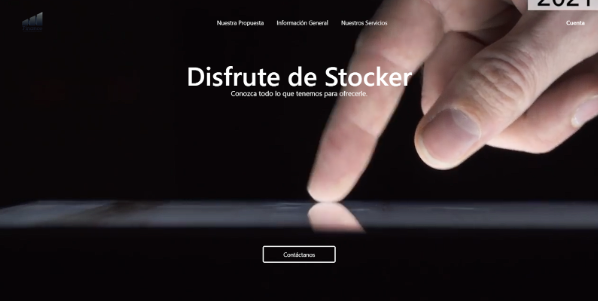 2021
Nuestra Propuesta Información General Nuestros Servicios Cuenta
Disfrute de Stocker
Conozca todo lo que tenemos para ofrecerle.
Contáctanos